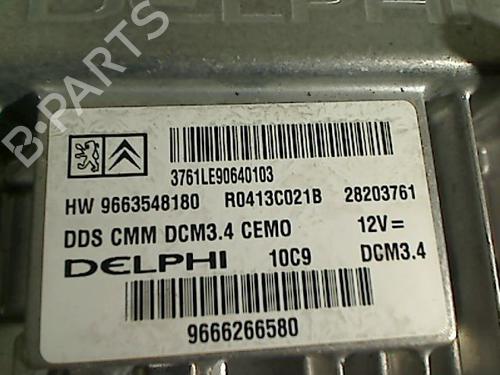 DELPHI
B-PARTS
3761LE90640103
HW 9663548180 R0413C021B 28203761
DDS CMM DCM3.4 CEMO 12V=
DELPHI 10C9 DCM3.4
9666266580